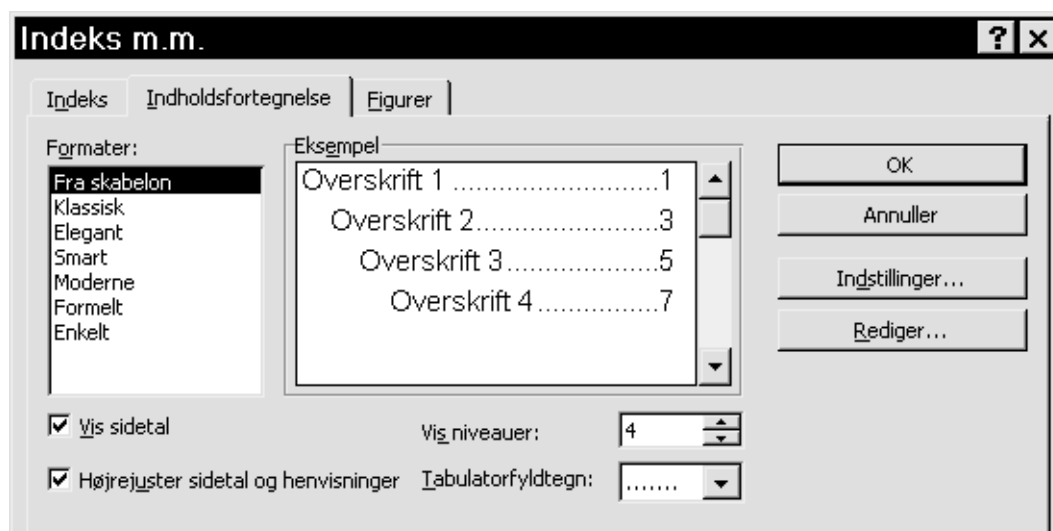 Indeks m.m.
Indeks Indholdsfortegnelse Figurer
Formater:
Fra skabelon
Klassisk
Elegant
Smart
Moderne
Formelt
Enkelt
Eksempel
Overskrift 1 ............................1
Overskrift 2.........................3
Overskrift 3.....................5
Overskrift 4 ................7
OK
Annuller
Indstillinger...
Rediger...
Vis sidetal
Vis niveauer: 4
Højrejuster sidetal og henvisninger
Tabulatorfyldtegn: .......